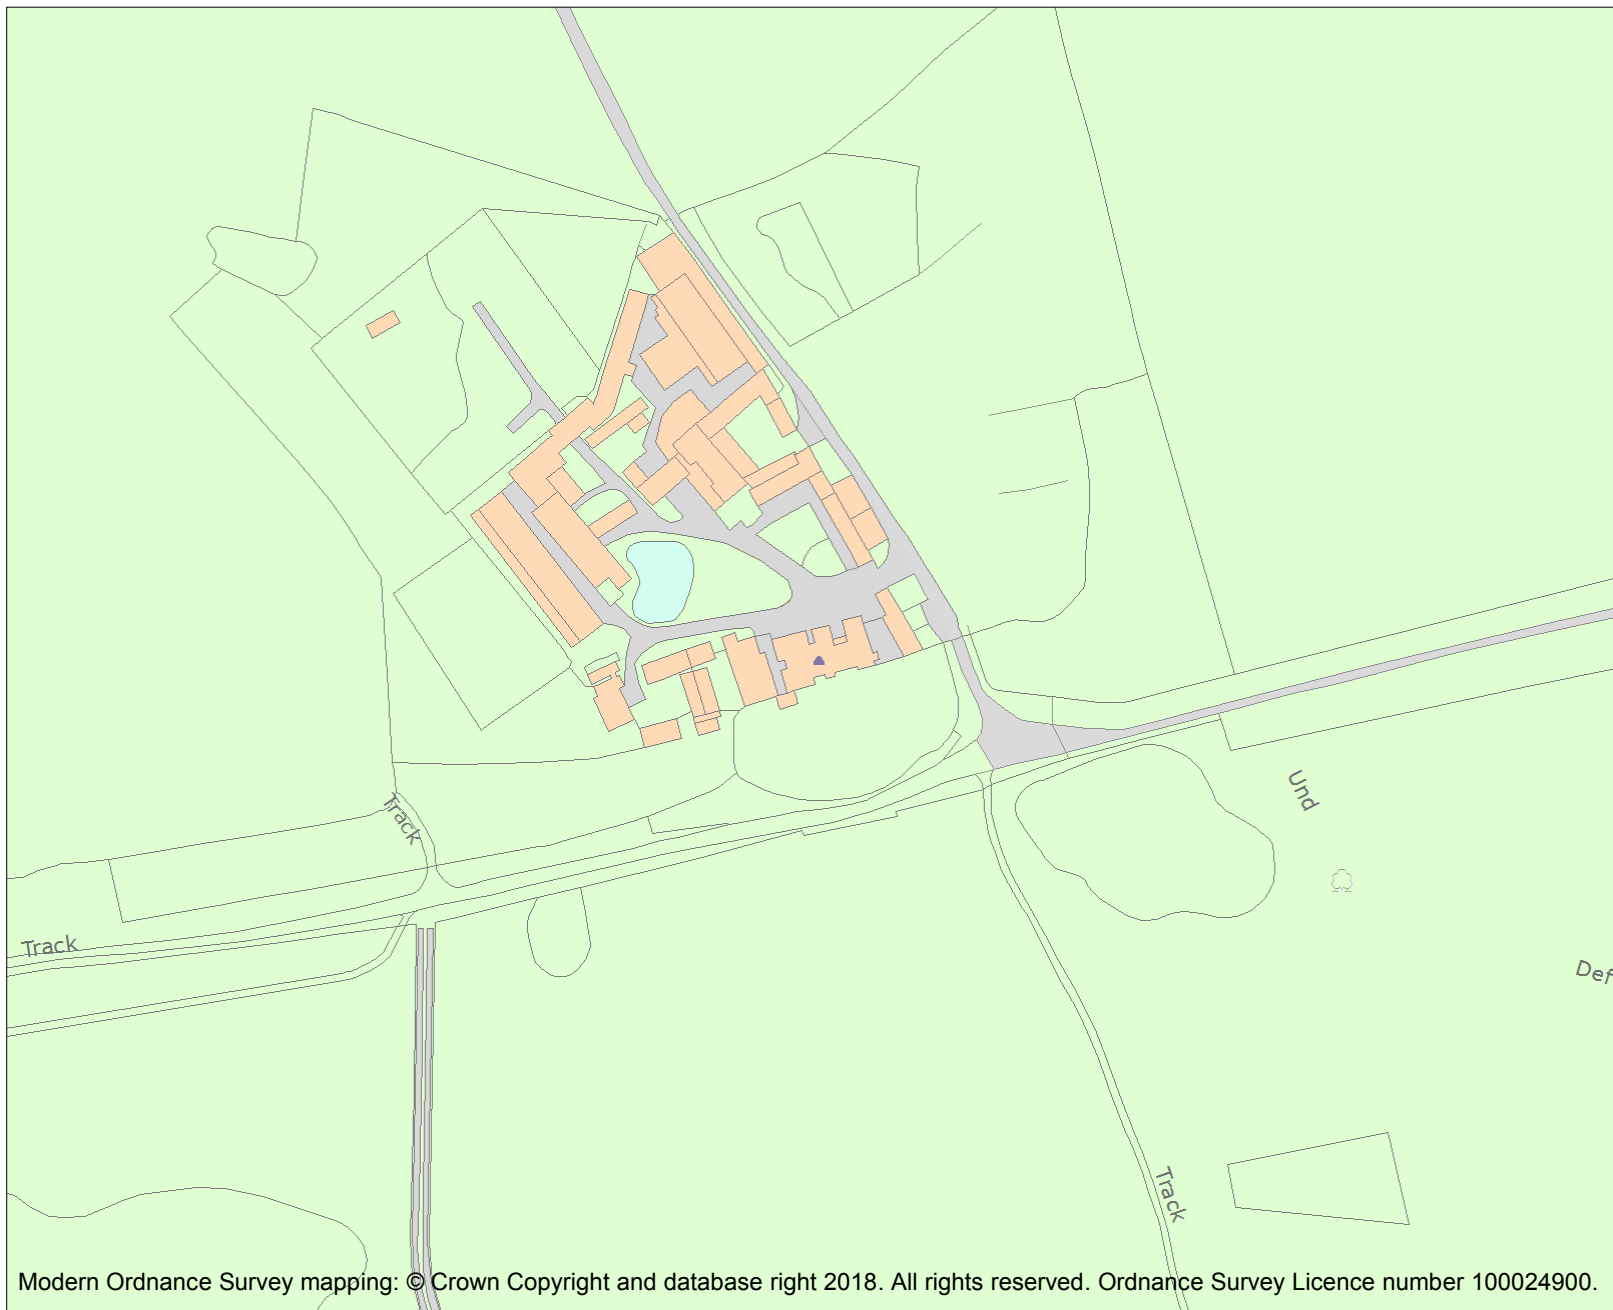 Und
Track
Track
Def
Track
Modern Ordnance Survey mapping: © Crown Copyright and database right 2018. All rights reserved. Ordnance Survey Licence number 100024900.